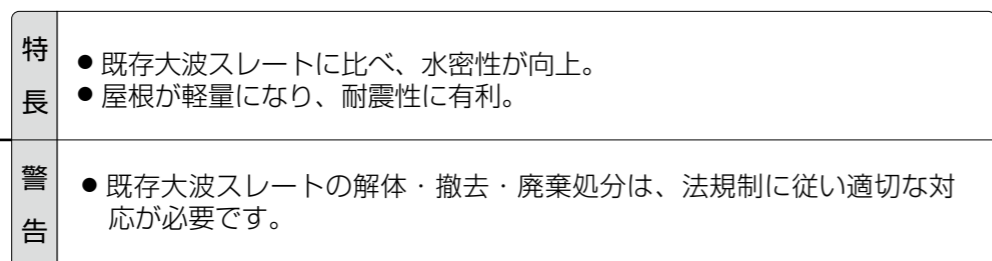 特長
● 既存大波スレートに比べ、水密性が向上。
● 屋根が軽量になり、耐震性に有利。
警告
● 既存大波スレートの解体・撤去・廃棄処分は、法規制に従い適切な対
応が必要です。